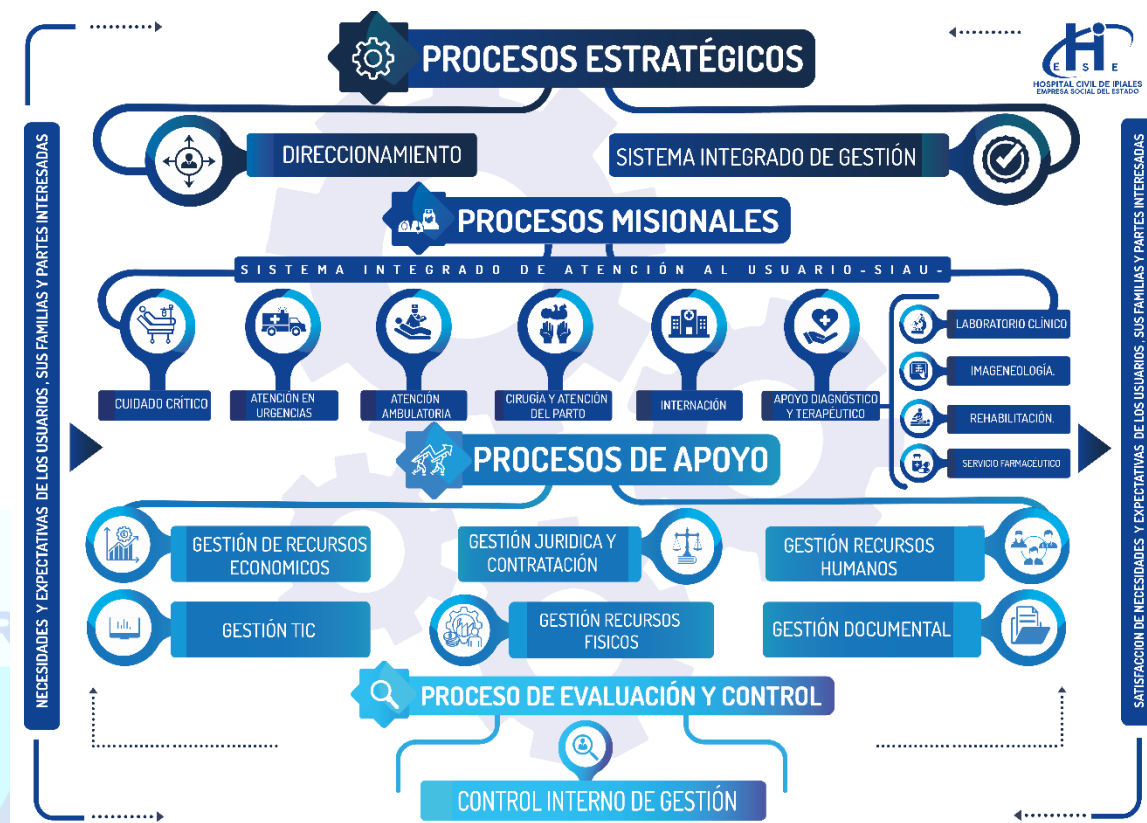 PROCESOS ESTRATÉGICOS
E S E
HOSPITAL CIVIL DE IPIALES
EMPRESA SOCIAL DEL ESTADO
NECESIDADES Y EXPECTATIVAS DE LOS USUARIOS, SUS FAMILIAS Y PARTES INTERESADAS
DIRECCIONAMIENTO
SISTEMA INTEGRADO DE GESTIÓN
PROCESOS MISIONALES
SISTEMA INTEGRADO DE ATENCIÓN AL USUARIO-SIAU-
CUIDADO CRÍTICO
ATENCIÓN EN
URGENCIAS
ATENCIÓN
AMBULATORIA
CIRUGÍA Y ATENCIÓN
DEL PARTO
INTERNACIÓN
APOYO DIAGNÓSTICO
Y TERAPÉUTICO
LABORATORIO CLÍNICO
IMAGENEOLOGÍA.
REHABILITACIÓN.
SERVICIO FARMACEUTICO
PROCESOS DE APOYO
GESTIÓN DE RECURSOS
ECONOMICOS
GESTIÓN JURIDICA Y
CONTRATACIÓN
GESTIÓN RECURSOS
HUMANOS
GESTIÓN TIC
GESTIÓN RECURSOS
FISICOS
GESTIÓN DOCUMENTAL
PROCESO DE EVALUACIÓN Y CONTROL
CONTROL INTERNO DE GESTIÓN
SATISFACCION DE NECESIDADES Y EXPECTATIVAS DE LOS USUARIOS, SUS FAMILIAS Y PARTES INTERESADAS